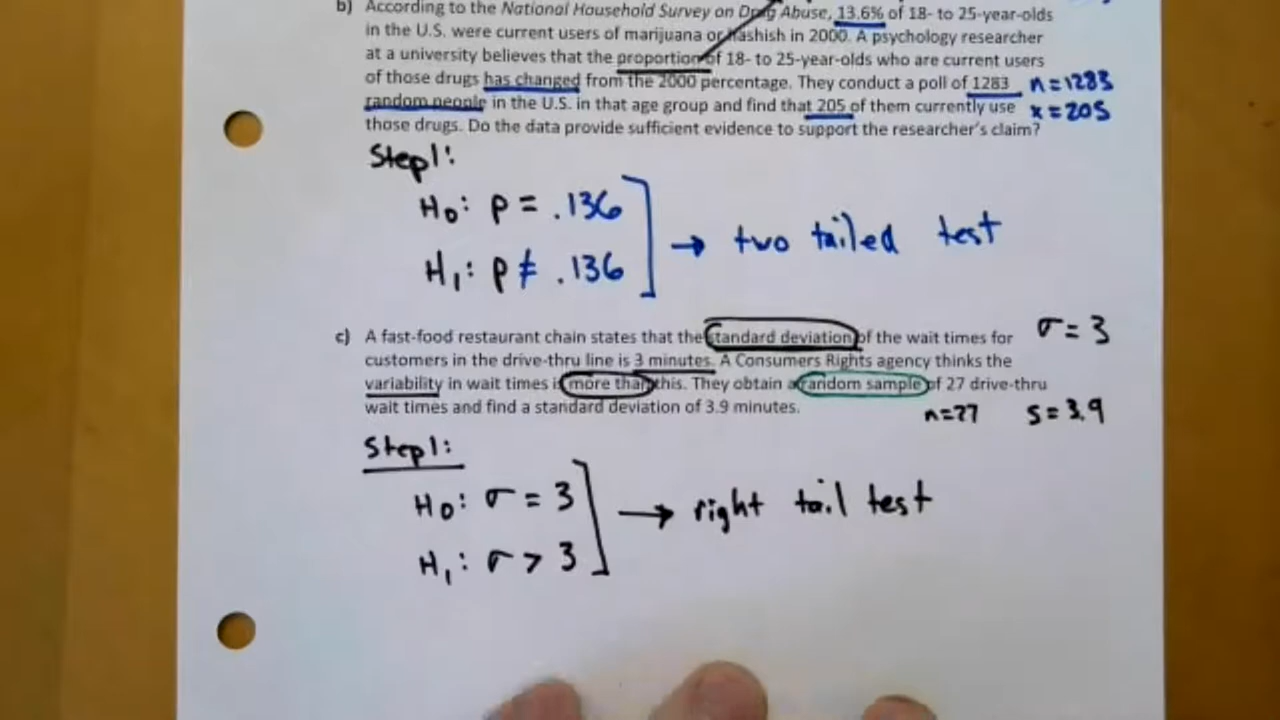 b) According to the National Household Survey on Drug Abuse, 13.6% of 18- to 25-year-olds
in the U.S. were current users of marijuana or hashish in 2000. A psychology researcher
at a university believes that the proportion of 18- to 25-year-olds who are current users
of those drugs has changed from the 2000 percentage. They conduct a poll of 1283 n=1283
random people in the U.S. in that age group and find that 205 of them currently use x=205
those drugs. Do the data provide sufficient evidence to support the researcher's claim?
Step1:
H₀: p = .136
→ two tailed test
H₁: p ≠ .136
c) A fast-food restaurant chain states that the standard deviation of the wait times for σ = 3
customers in the drive-thru line is 3 minutes. A Consumers Rights agency thinks the
variability in wait times is more than this. They obtain a random sample of 27 drive-thru
wait times and find a standard deviation of 3.9 minutes. n=27 s=3.9
Step1:
H₀: σ = 3
→ right tail test
H₁: σ > 3